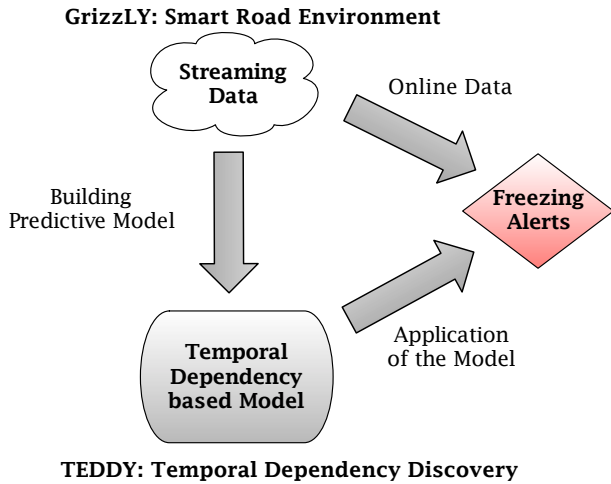 GrizzLY: Smart Road Environment
Streaming
Data
Online Data
Building
Predictive Model
Freezing
Alerts
Temporal
Dependency
based Model
Application
of the Model
TEDDY: Temporal Dependency Discovery